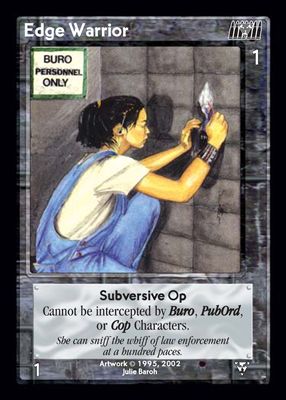 Edge Warrior
1
BURO
PERSONNEL
ONLY
Subversive Op
Cannot be intercepted by Buro, PubOrd,
or Cop Characters.
She can sniff the whiff of law enforcement
at a hundred paces.
1
Artwork © 1995, 2002
Julie Baroh